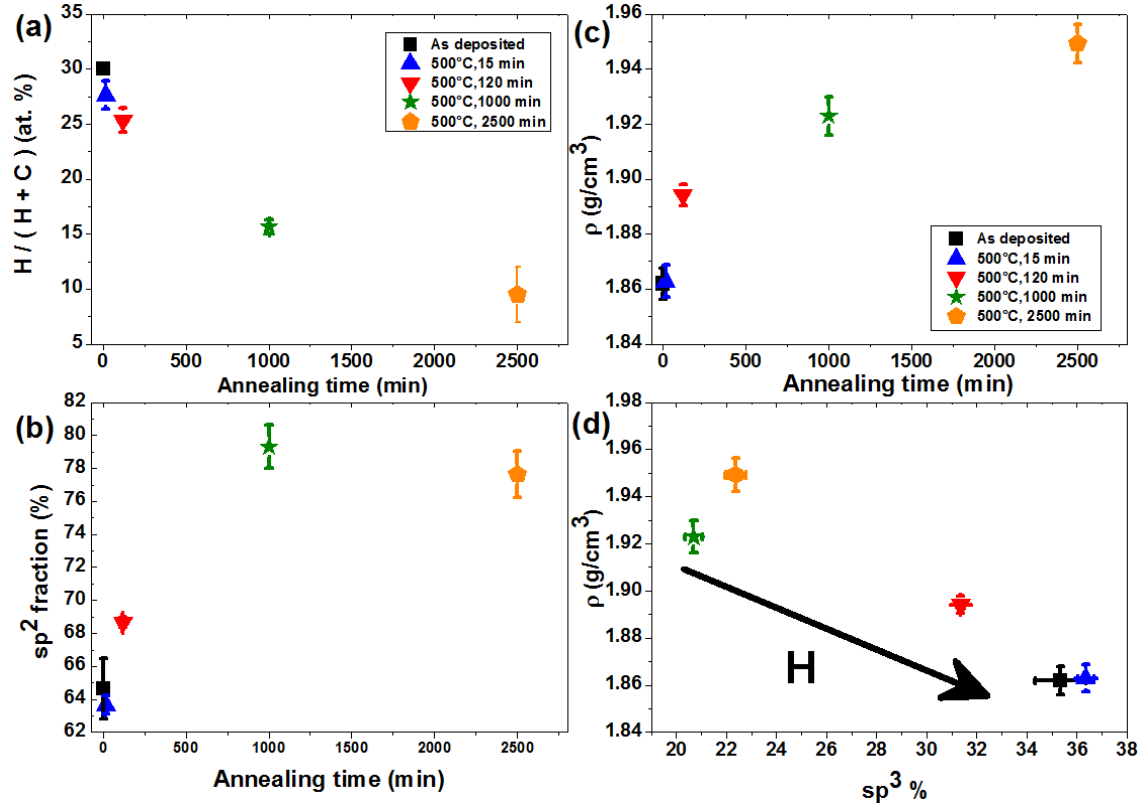 (a)
35
30
25
20
15
10
5
H / ( H + C) (at. %)
As deposited
500°C,15 min
500°C, 120 min
500°C,1000 min
500°C, 2500 min
0 500 1000 1500 2000 2500
Annealing time (min)
(c)
1.96
1.94
1.92
1.90
1.88
1.86
1.84
ρ (g/cm³)
As deposited
500°C,15 min
500°C, 120 min
500°C,1000 min
500°C, 2500 min
0 500 1000 1500 2000 2500
Annealing time (min)
(b)
82
80
78
76
74
72
70
68
66
64
62
sp² fraction (%)
0 500 1000 1500 2000 2500
Annealing time (min)
(d)
1.98
1.96
1.94
1.92
1.90
1.88
1.86
1.84
ρ (g/cm³)
H
20 22 24 26 28 30 32 34 36 38
sp³ %